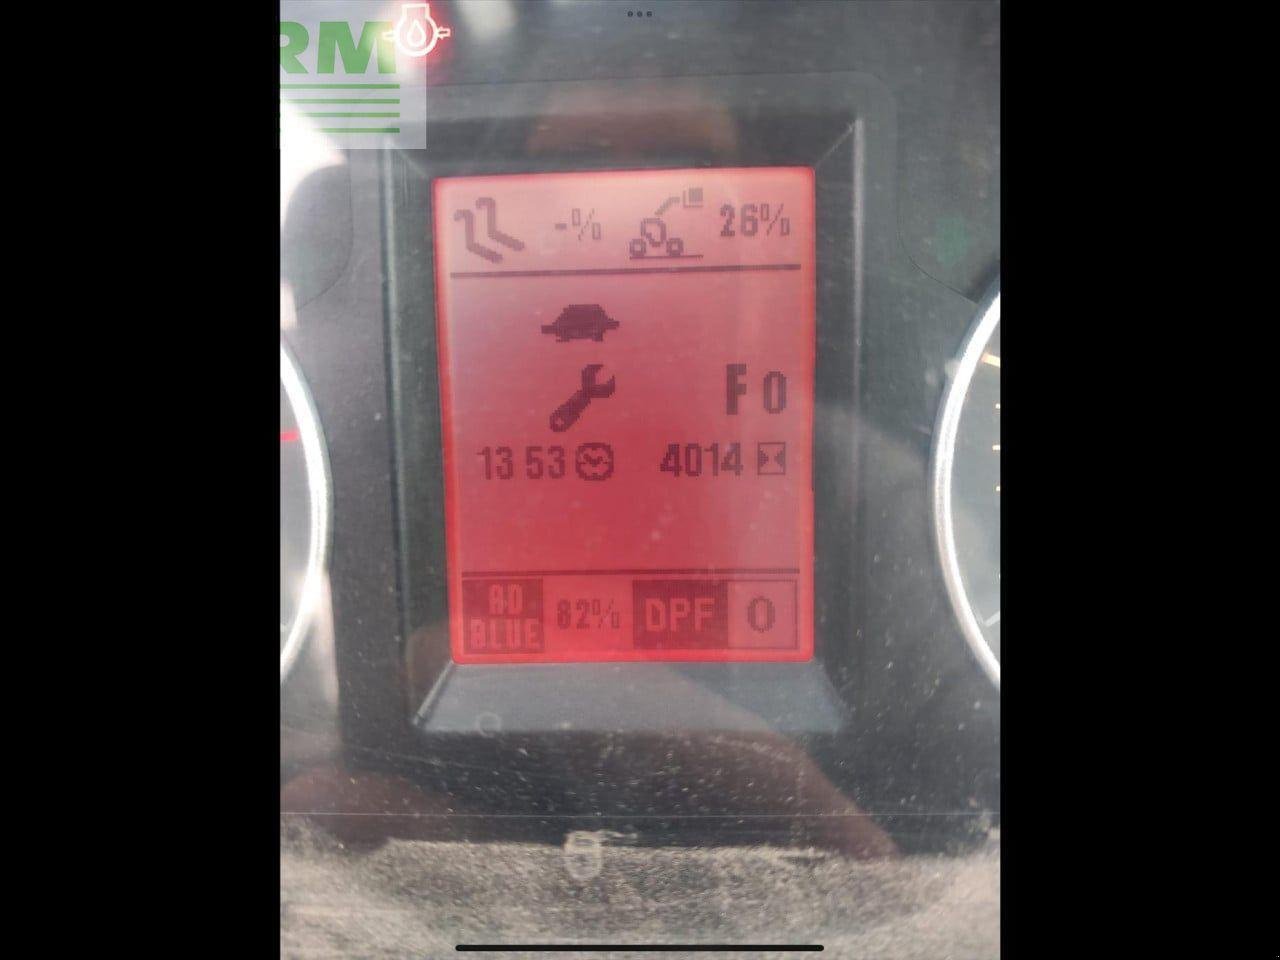 RM
-% 26%
F 0
13 53 4014
AD BLUE 82% DPF 0